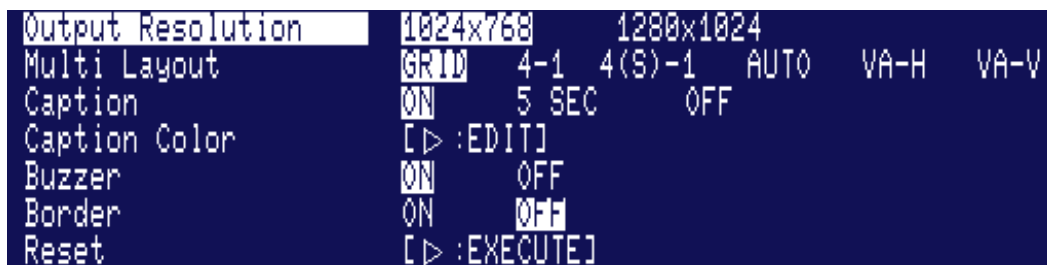 Output Resolution 1024x768 1280x1024
Multi Layout GRID 4-1 4(S)-1 AUTO VA-H VA-V
Caption ON 5 SEC OFF
Caption Color [▷:EDIT]
Buzzer ON OFF
Border ON OFF
Reset [▷:EXECUTE]